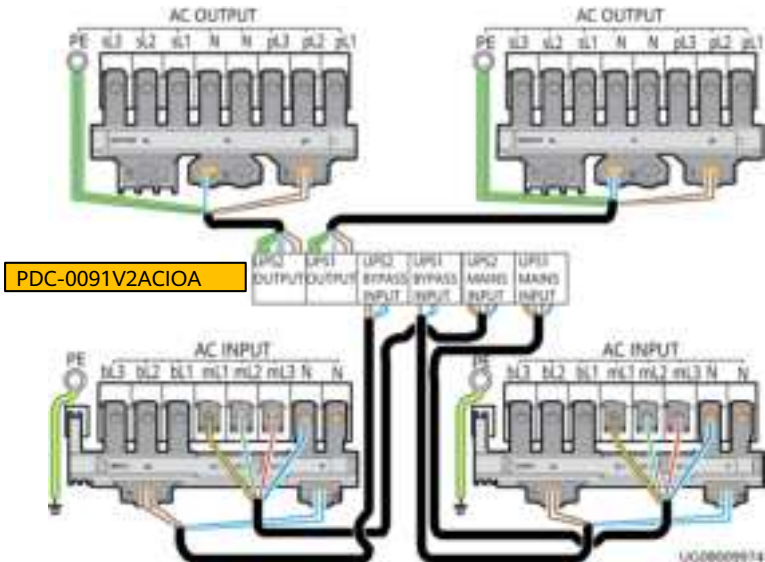 AC OUTPUT
PE sL3 sL2 sL1 N N pL3 pL2 pL1
AC OUTPUT
PE sL3 sL2 sL1 N N pL3 pL2 pL1
PDC-0091V2ACIOA
UPS2 OUTPUT
UPS1 OUTPUT
UPS2 BYPASS INPUT
UPS1 BYPASS INPUT
UPS2 MAINS INPUT
UPS1 MAINS INPUT
AC INPUT
PE bL3 bL2 bL1 mL1 mL2 mL3 N N
AC INPUT
PE bL3 bL2 bL1 mL1 mL2 mL3 N N